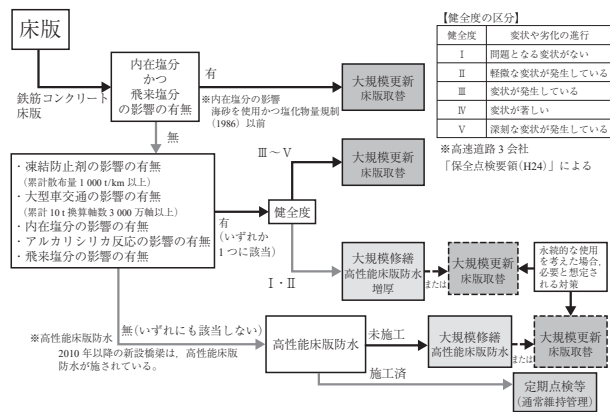 床版
鉄筋コンクリート
床版
内在塩分
かつ
飛来塩分
の影響の有無
有
※内在塩分の影響
海砂を使用かつ塩化物量規制
(1986) 以前
無
大規模更新
床版取替
【健全度の区分】
健全度 変状や劣化の進行
I 問題となる変状がない
II 軽微な変状が発生している
III 変状が発生している
IV 変状が著しい
V 深刻な変状が発生している
※高速道路 3 会社
「保全点検要領(H24)」による
・凍結防止剤の影響の有無
(累計散布量 1 000 t/km 以上)
・大型車交通の影響の有無
(累計 10 t 換算軸数 3 000 万軸以上)
・内在塩分の影響の有無
・アルカリシリカ反応の影響の有無
・飛来塩分の影響の有無
有
(いずれか
1 つに該当)
健全度
III～V
大規模更新
床版取替
I・II
大規模修繕
高性能床版防水
増厚
または
大規模更新
床版取替
永続的な使用
を考えた場合,
必要と想定さ
れる対策
無(いずれにも該当しない)
※高性能床版防水
2010 年以降の新設橋梁は，高性能床版
防水が施されている。
高性能床版防水
未施工
大規模修繕
高性能床版防水
または
大規模更新
床版取替
施工済
定期点検等
(通常維持管理)